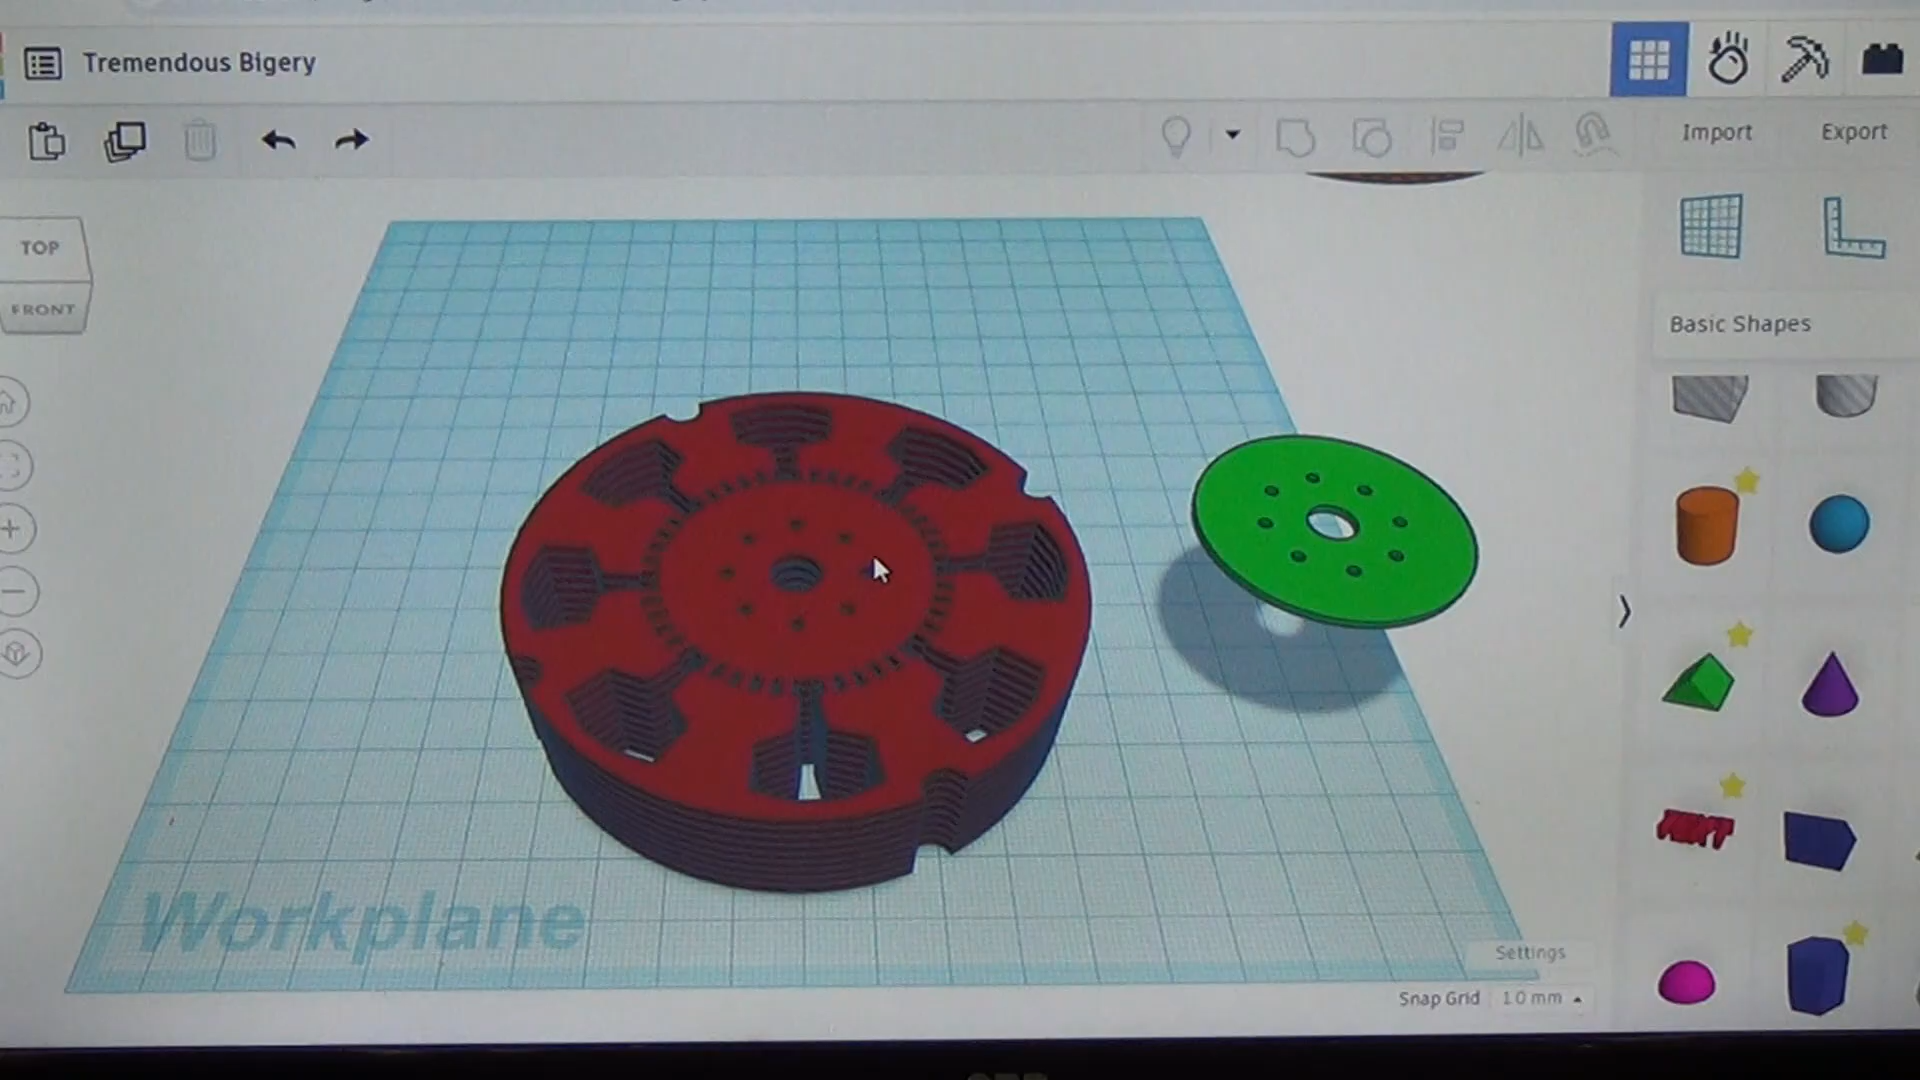 Tremendous Bigery
Import
Export
TOP
FRONT
Basic Shapes
Workplane
Settings
Snap Grid 1.0 mm